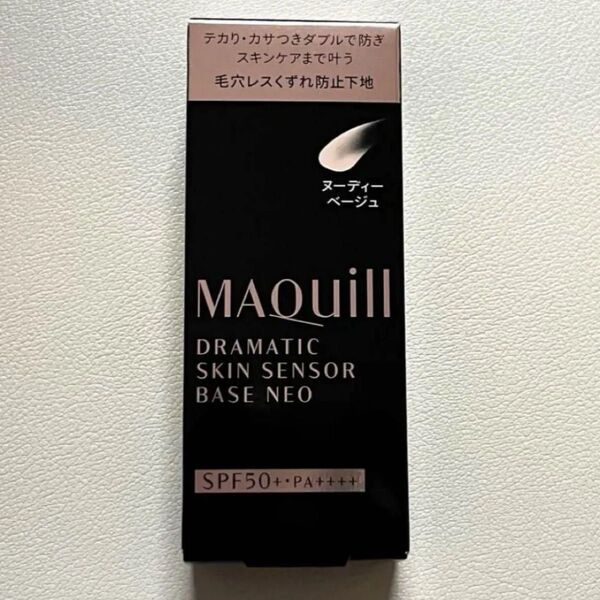 テカリ・カサつきダブルで防ぎ
スキンケアまで叶う
毛穴レスくずれ防止下地
ヌーディー
ベージュ
MAQuill
DRAMATIC
SKIN SENSOR
BASE NEO
SPF50+・PA++++